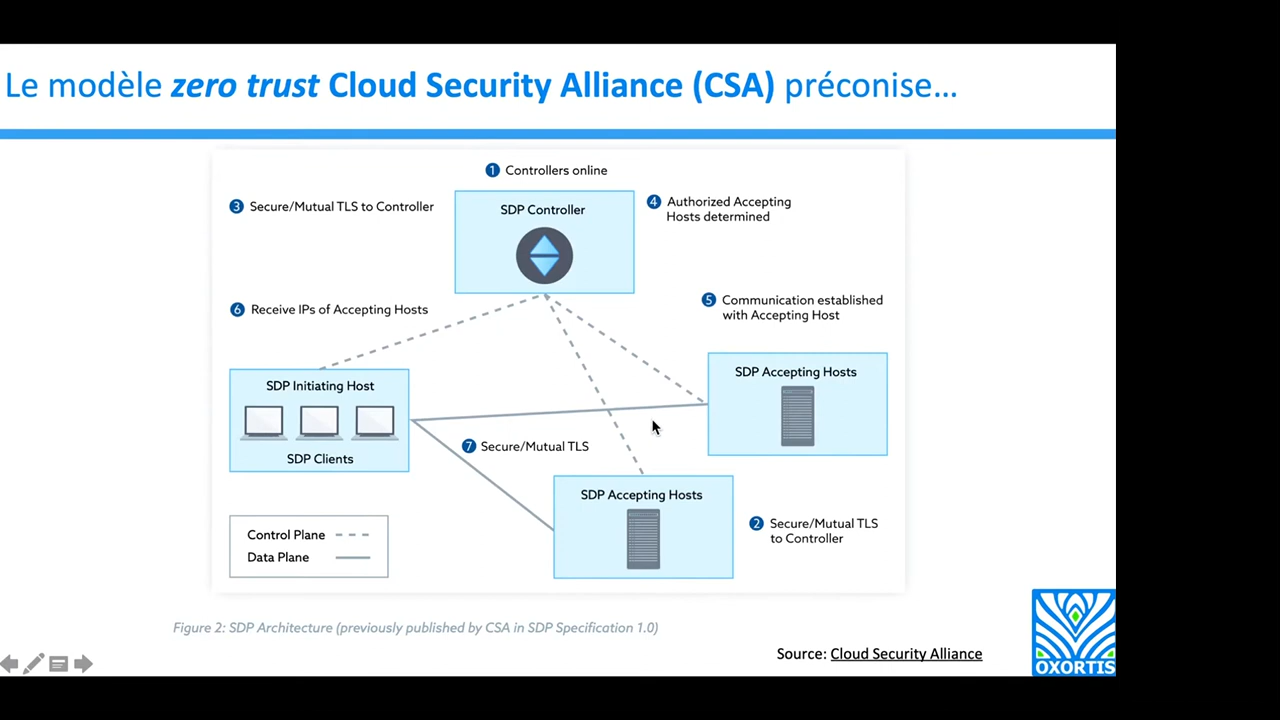 Le modèle zero trust Cloud Security Alliance (CSA) préconise…
1 Controllers online
3 Secure/Mutual TLS to Controller
SDP Controller
4 Authorized Accepting
Hosts determined
6 Receive IPs of Accepting Hosts
5 Communication established
with Accepting Host
SDP Initiating Host
SDP Clients
SDP Accepting Hosts
7 Secure/Mutual TLS
SDP Accepting Hosts
2 Secure/Mutual TLS
to Controller
Control Plane
Data Plane
Figure 2: SDP Architecture (previously published by CSA in SDP Specification 1.0)
Source: Cloud Security Alliance
OXORTIS